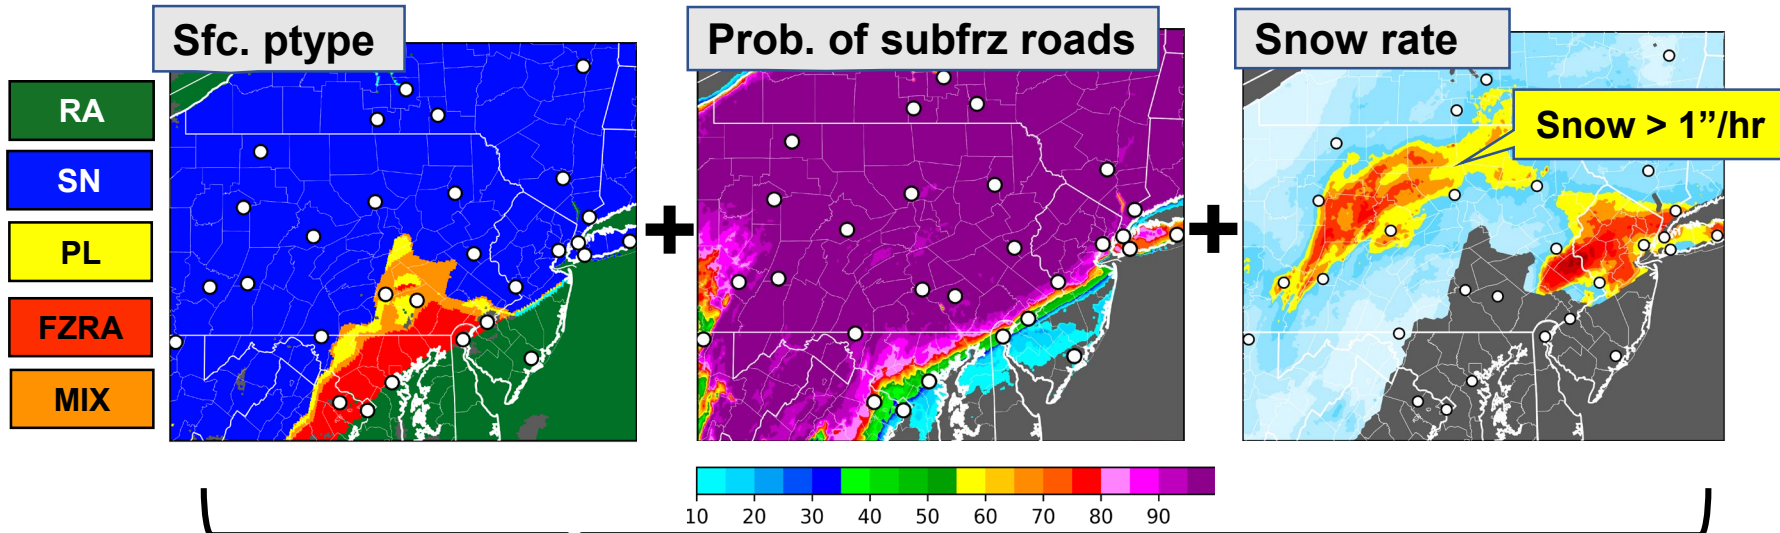 Sfc. ptype
Prob. of subfrz roads
Snow rate
RA
SN
PL
FZRA
MIX
+
+
Snow > 1”/hr
10 20 30 40 50 60 70 80 90